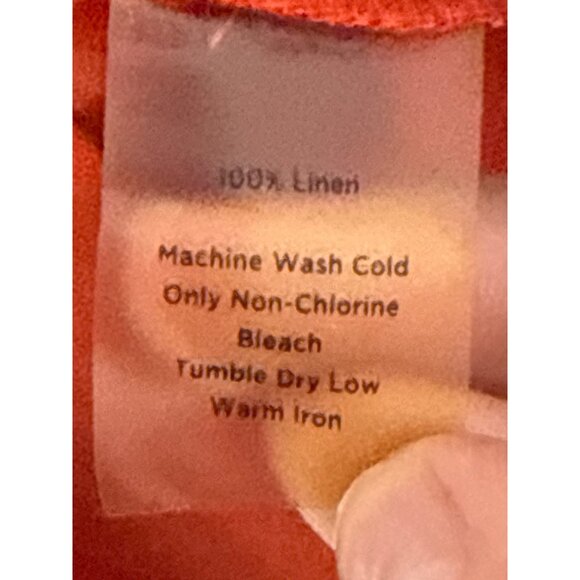 100% Linen
Machine Wash Cold
Only Non-Chlorine
Bleach
Tumble Dry Low
Warm Iron